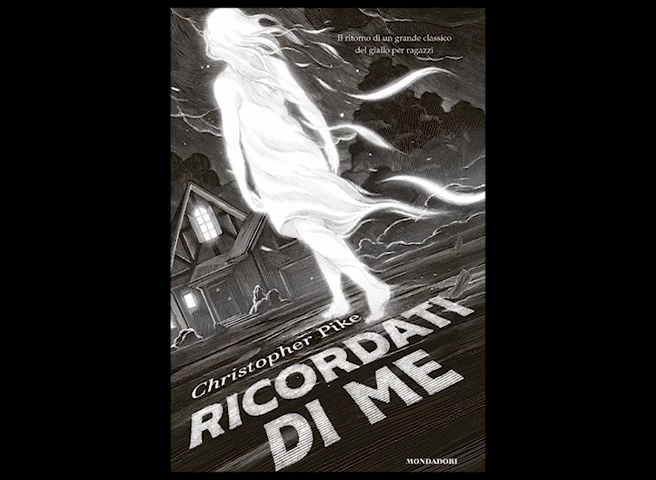 Il ritorno di un grande classico
del giallo per ragazzi
Christopher Pike
RICORDATI
DI ME
MONDADORI